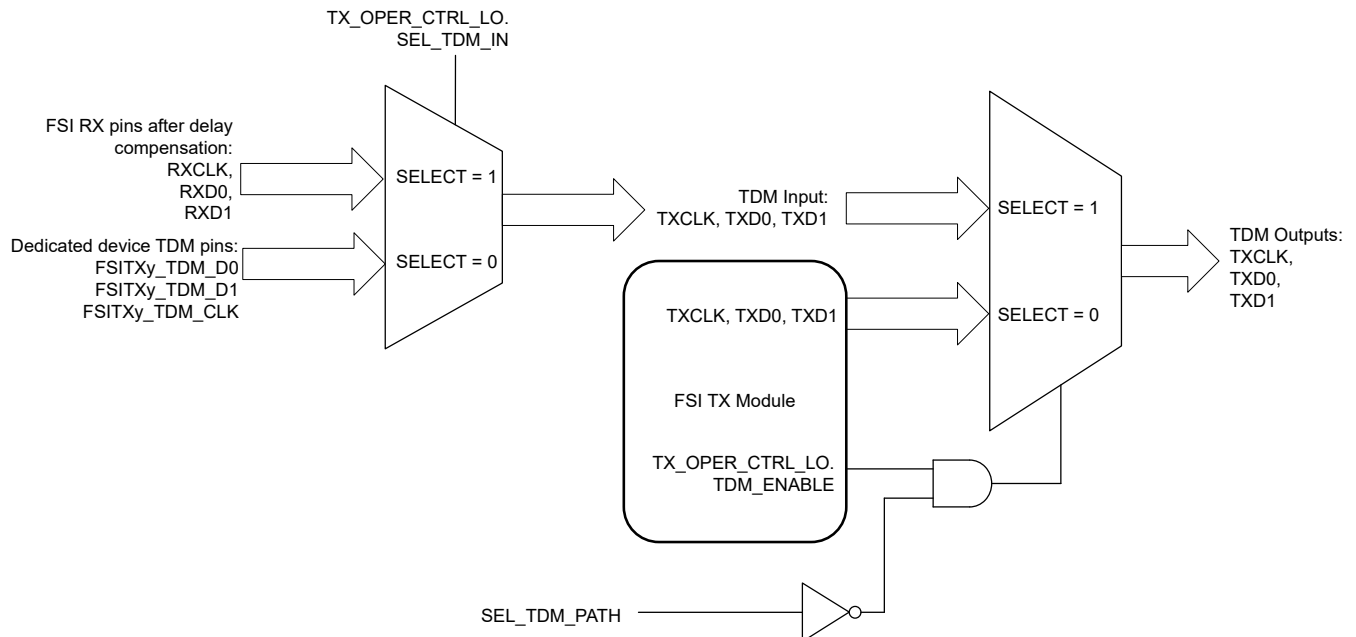 TX_OPER_CTRL_LO.
SEL_TDM_IN
FSI RX pins after delay
compensation:
RXCLK,
RXD0,
RXD1
SELECT = 1
Dedicated device TDM pins:
FSITXy_TDM_D0
FSITXy_TDM_D1
FSITXy_TDM_CLK
SELECT = 0
TDM Input:
TXCLK, TXD0, TXD1
SELECT = 1
TXCLK, TXD0, TXD1
SELECT = 0
TDM Outputs:
TXCLK,
TXD0,
TXD1
FSI TX Module
TX_OPER_CTRL_LO.
TDM_ENABLE
SEL_TDM_PATH